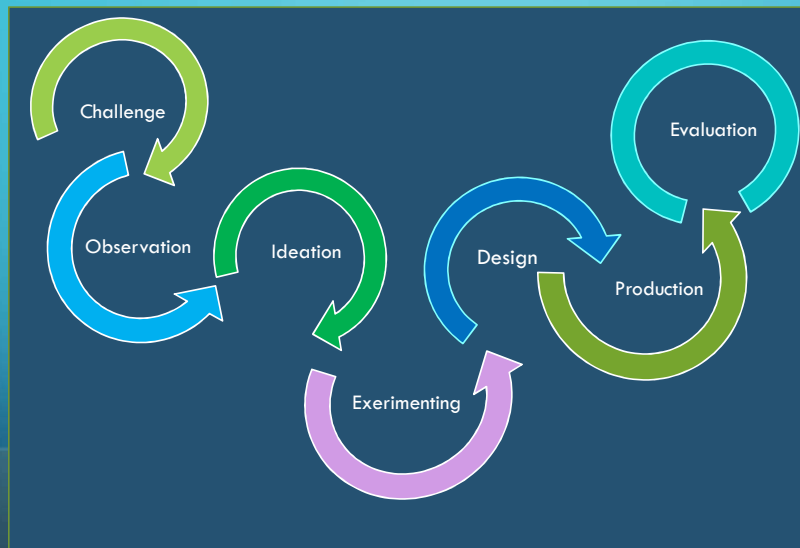 Challenge
Observation
Ideation
Exerimenting
Design
Production
Evaluation